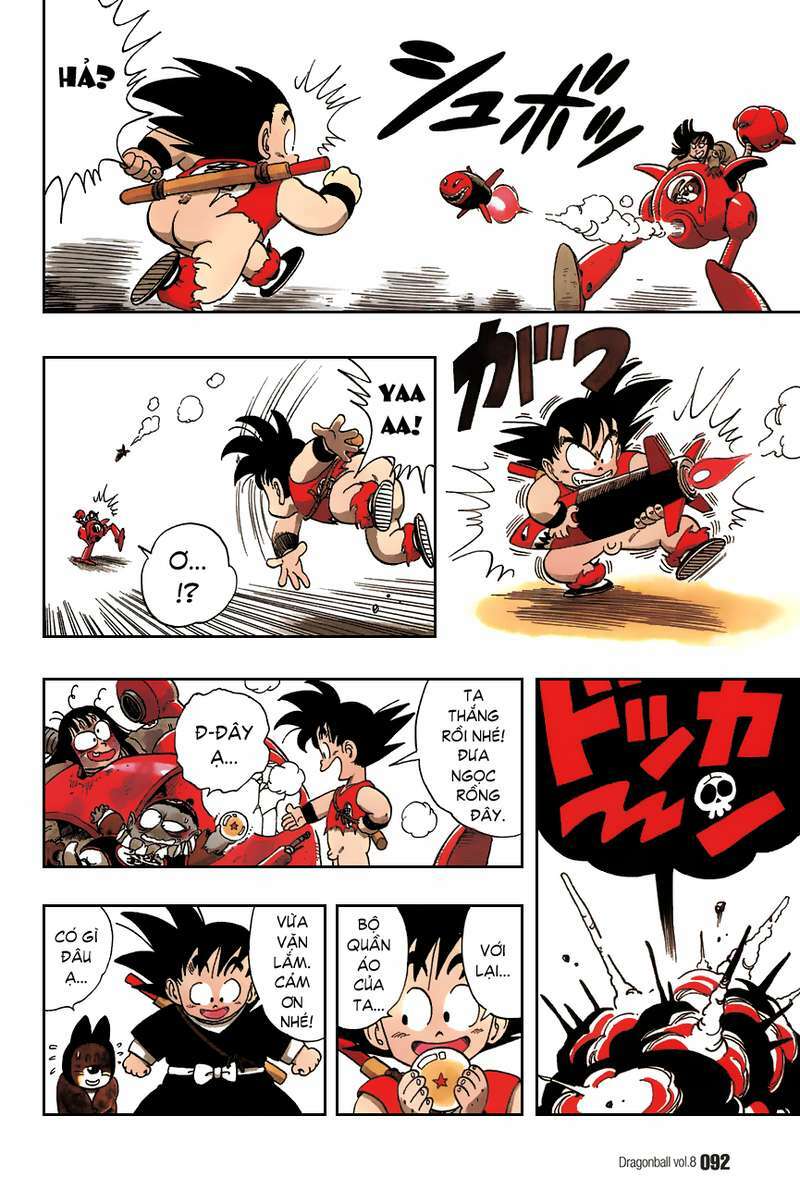 HẢ?
シュボッ
ガッ
YAA
AA!
Ơ...
!?
TA
THẮNG
RỒI NHÉ!
ĐƯA
NGỌC
RỒNG
ĐÂY.
Đ-ĐÂY
Ạ...
ドッカーン
VỚI
LẠI...
BỘ
QUẦN
ÁO CỦA
TA...
VỪA
VẶN
LẮM.
CẢM
ƠN
NHÉ!
CÓ GÌ
ĐÂU
Ạ...
Dragonball vol.8 092